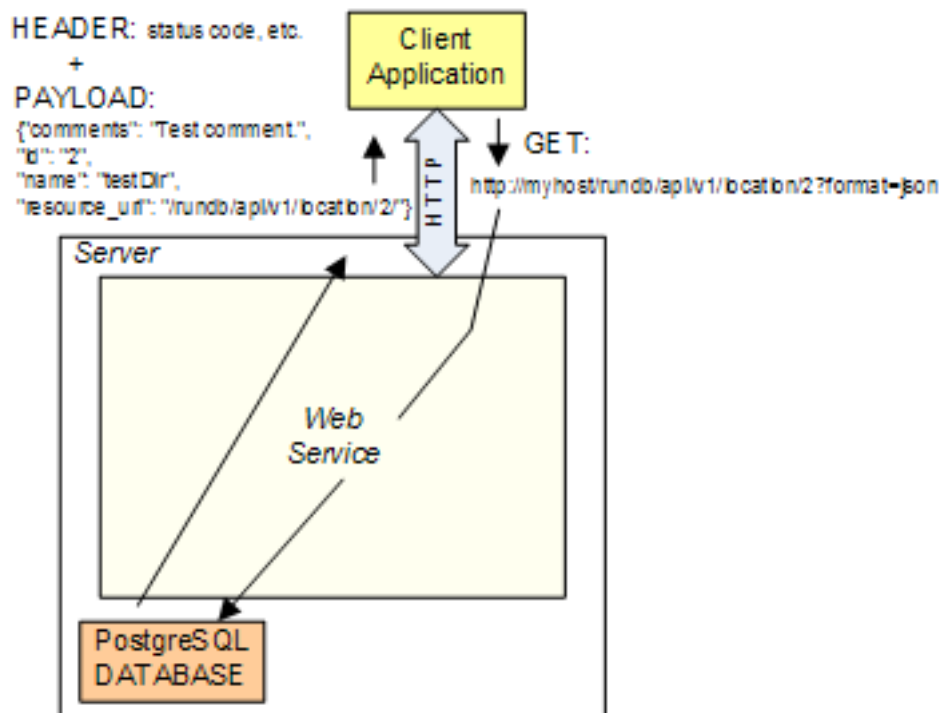 HEADER: status code, etc.
+
PAYLOAD:
{"comments": "Test comment.",
"id": "2",
"name": "testDir",
"resource_uri": "/rundb/api/v1/location/2/"}
Client
Application
HTTP
GET:
http://myhost/rundb/api/v1/location/2?format=json
Server
Web
Service
PostgreSQL
DATABASE